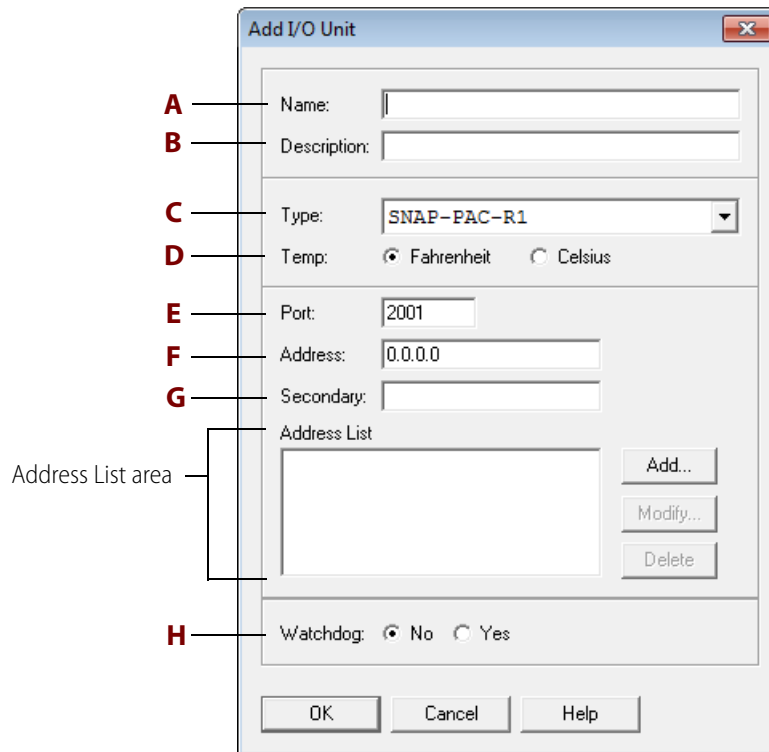 Add I/O Unit
A Name:
B Description:
C Type: SNAP-PAC-R1
D Temp: Fahrenheit Celsius
E Port: 2001
F Address: 0.0.0.0
G Secondary:
Address List
Address List area
Add...
Modify...
Delete
H Watchdog: No Yes
OK Cancel Help